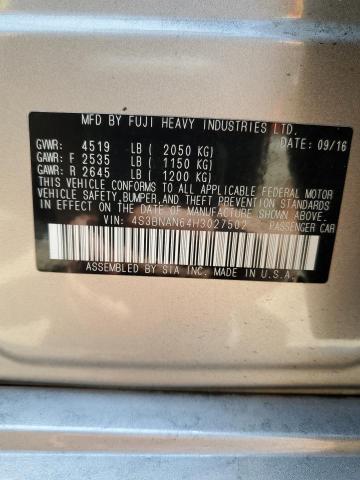 MFD BY FUJI HEAVY INDUSTRIES LTD.
DATE: 09/16
GVWR: 4519 LB ( 2050 KG)
GAWR: F 2535 LB ( 1150 KG)
GAWR: R 2645 LB ( 1200 KG)
THIS VEHICLE CONFORMS TO ALL APPLICABLE FEDERAL MOTOR
VEHICLE SAFETY, BUMPER, AND THEFT PREVENTION STANDARDS
IN EFFECT ON THE DATE OF MANUFACTURE SHOWN ABOVE.
VIN: 4S3BNAN64H3027502 PASSENGER CAR
ASSEMBLED BY SIA INC. MADE IN U.S.A.